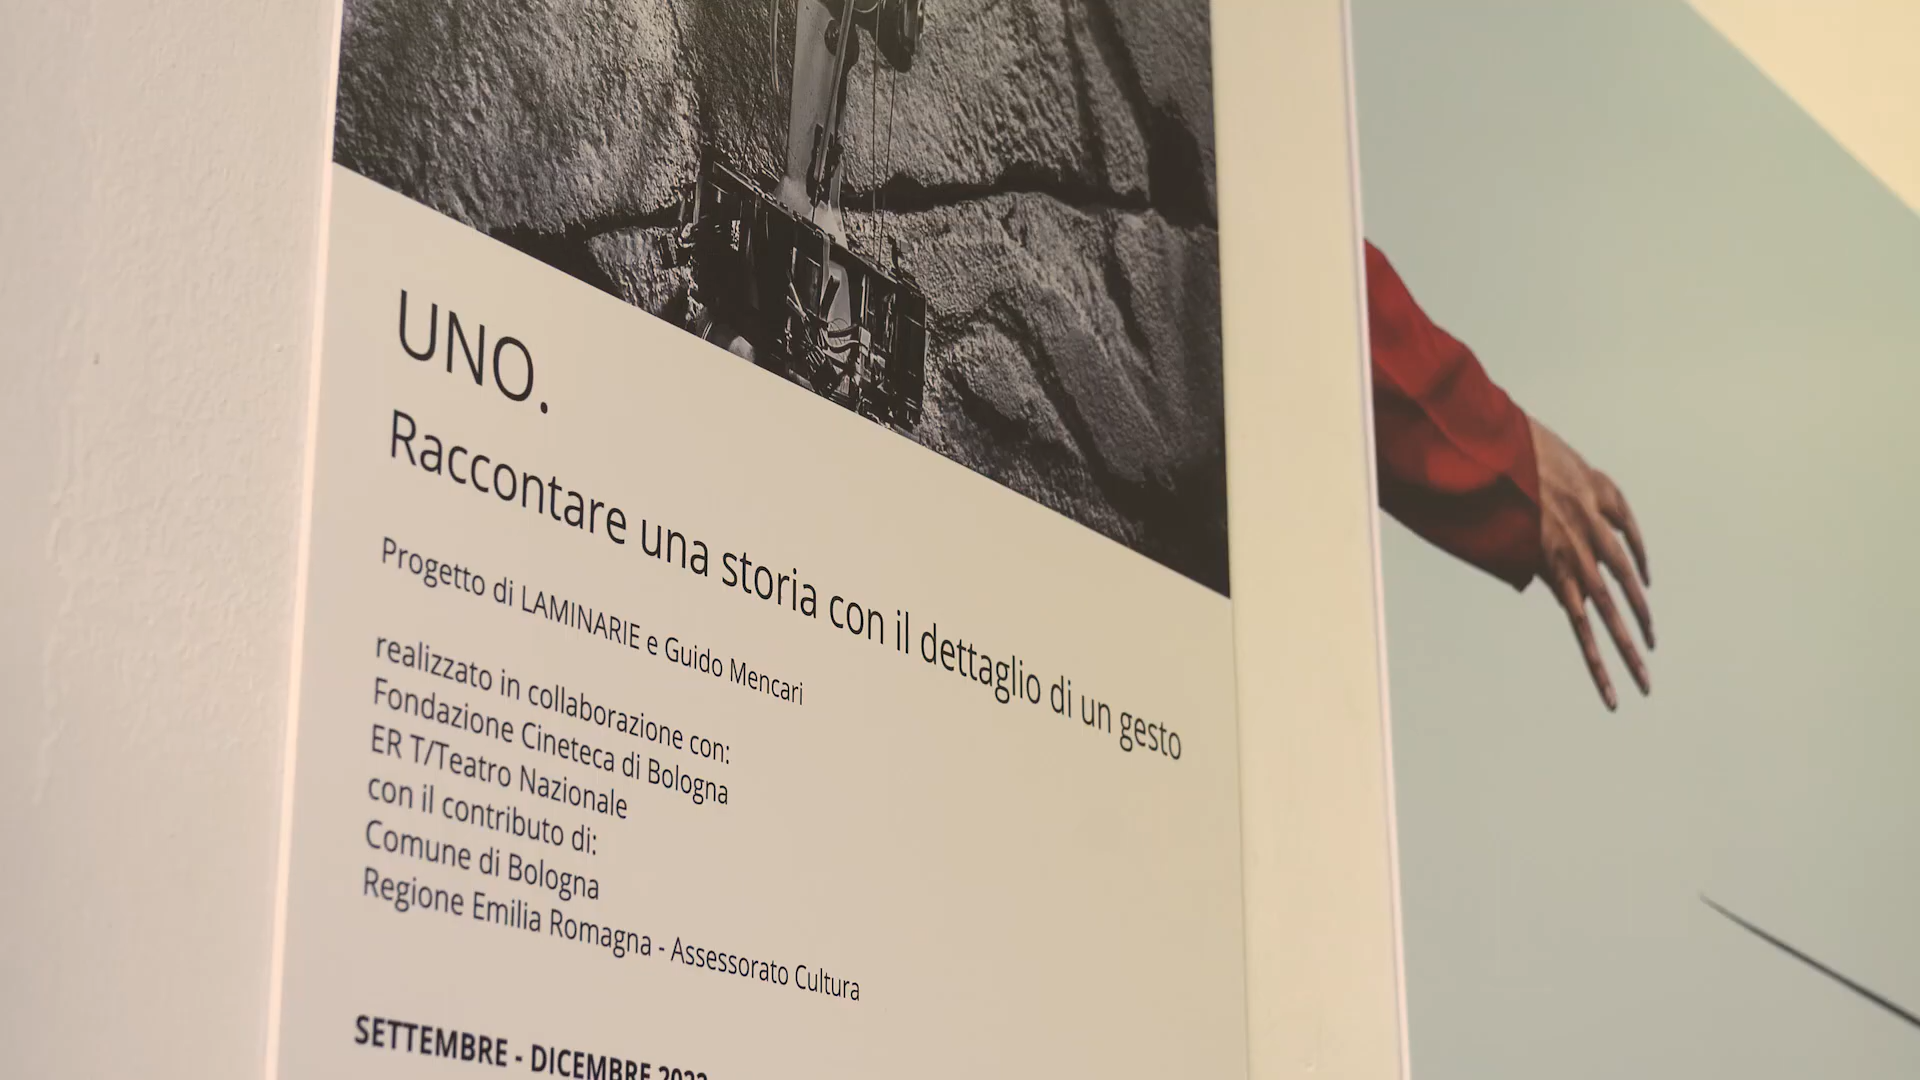 UNO.
Raccontare una storia con il dettaglio di un gesto
Progetto di LAMINARIE e Guido Mencari
realizzato in collaborazione con:
Fondazione Cineteca di Bologna
ER T/Teatro Nazionale
con il contributo di:
Comune di Bologna
Regione Emilia Romagna - Assessorato Cultura
SETTEMBRE - DICEMBRE